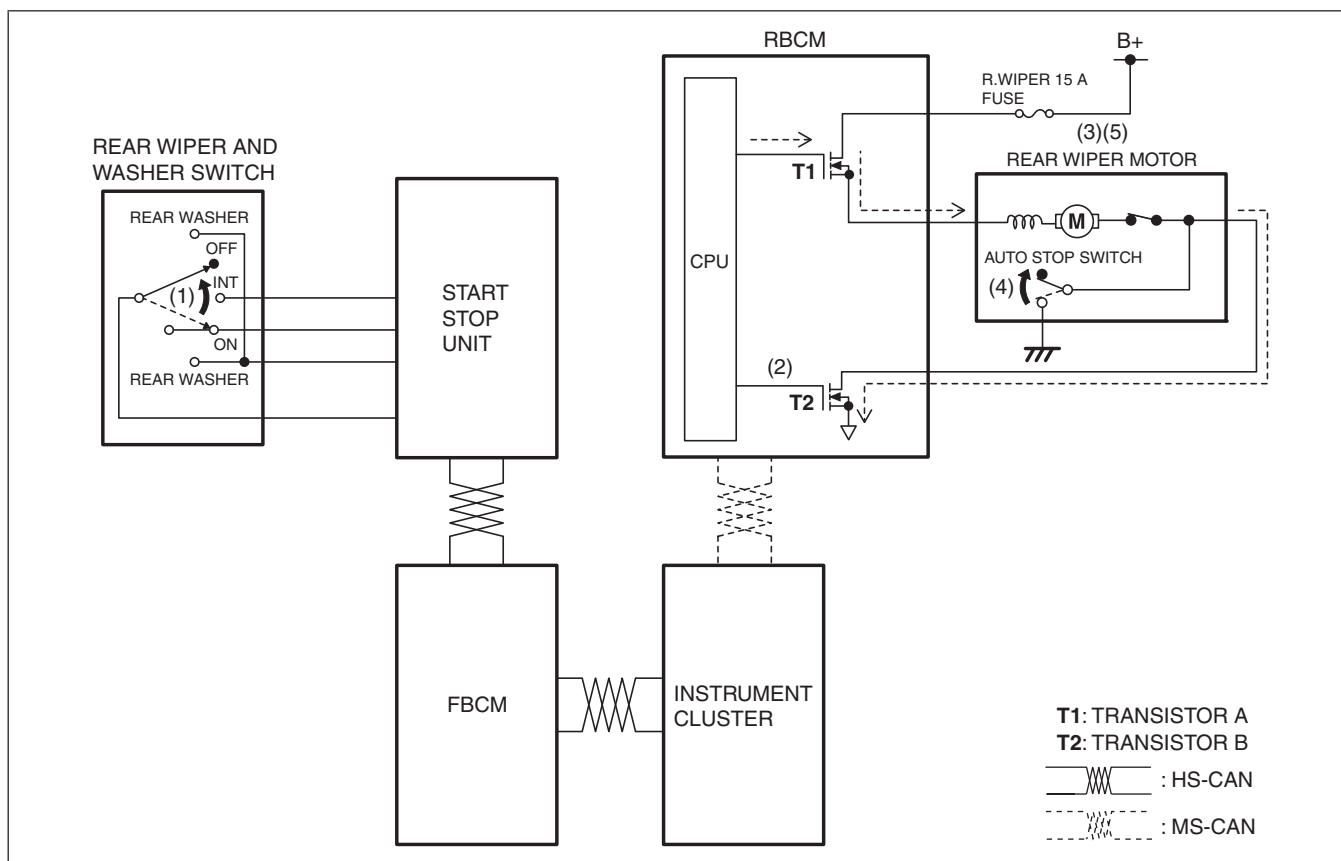 RBCM
B+
R.WIPER 15 A
FUSE
(3)(5)
REAR WIPER MOTOR
REAR WIPER AND
WASHER SWITCH
REAR WASHER
OFF
INT
(1)
ON
REAR WASHER
START
STOP
UNIT
CPU
T1
M
AUTO STOP SWITCH
(4)
(2)
T2
FBCM
INSTRUMENT
CLUSTER
T1: TRANSISTOR A
T2: TRANSISTOR B
: HS-CAN
: MS-CAN